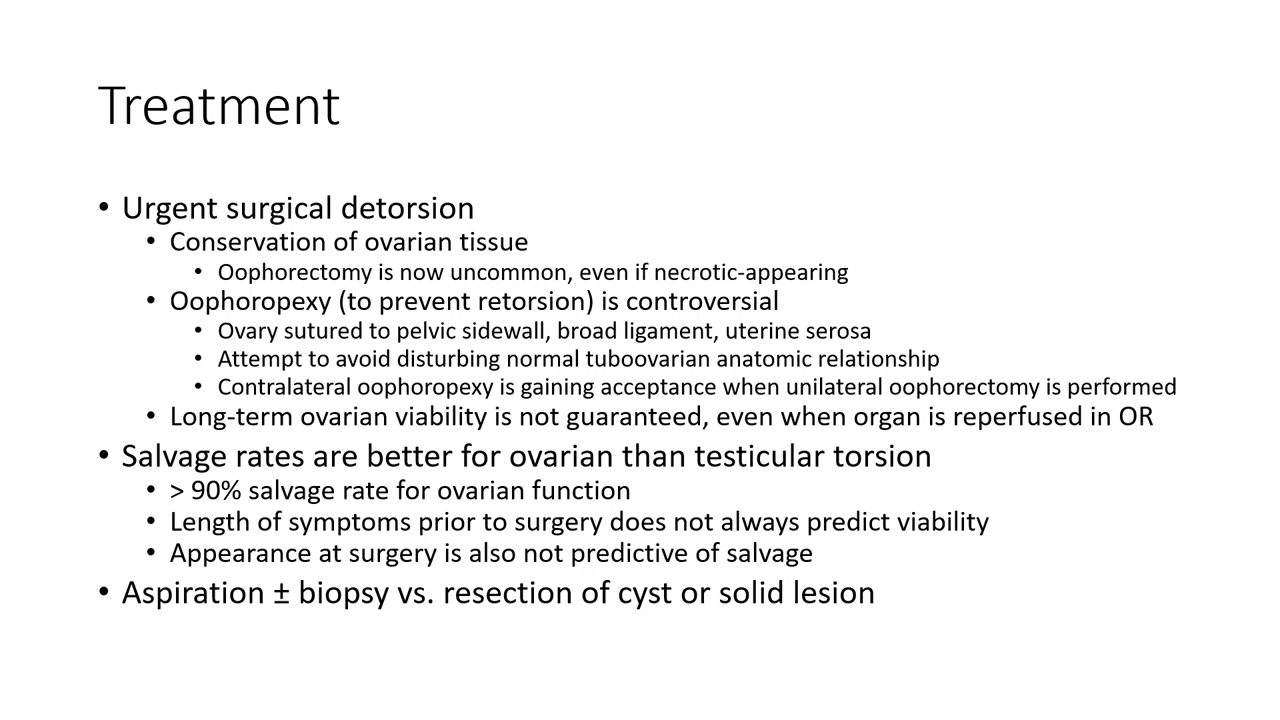 Treatment
• Urgent surgical detorsion
• Conservation of ovarian tissue
• Oophorectomy is now uncommon, even if necrotic-appearing
• Oophoropexy (to prevent retorsion) is controversial
• Ovary sutured to pelvic sidewall, broad ligament, uterine serosa
• Attempt to avoid disturbing normal tuboovarian anatomic relationship
• Contralateral oophoropexy is gaining acceptance when unilateral oophorectomy is performed
• Long-term ovarian viability is not guaranteed, even when organ is reperfused in OR
• Salvage rates are better for ovarian than testicular torsion
• > 90% salvage rate for ovarian function
• Length of symptoms prior to surgery does not always predict viability
• Appearance at surgery is also not predictive of salvage
• Aspiration ± biopsy vs. resection of cyst or solid lesion